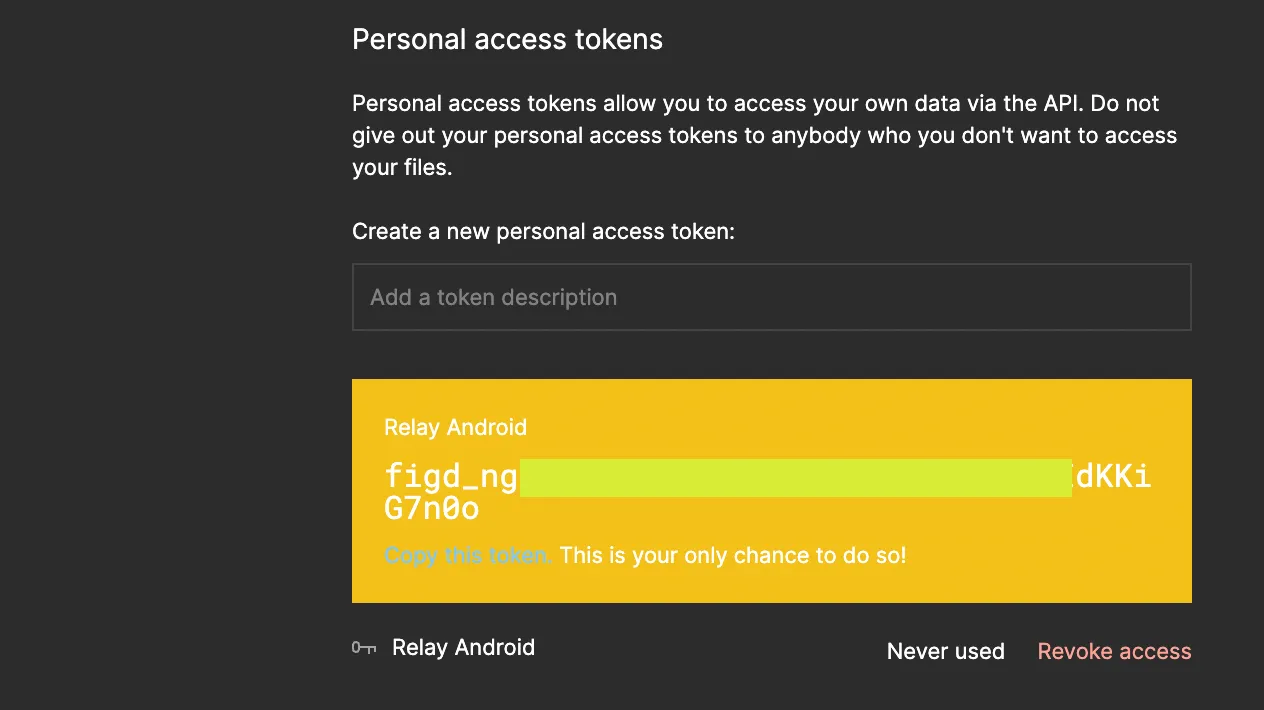 Personal access tokens
Personal access tokens allow you to access your own data via the API. Do not
give out your personal access tokens to anybody who you don't want to access
your files.
Create a new personal access token:
Add a token description
Relay Android
figd_ng dKKi
G7n0o
Copy this token. This is your only chance to do so!
Relay Android
Never used Revoke access